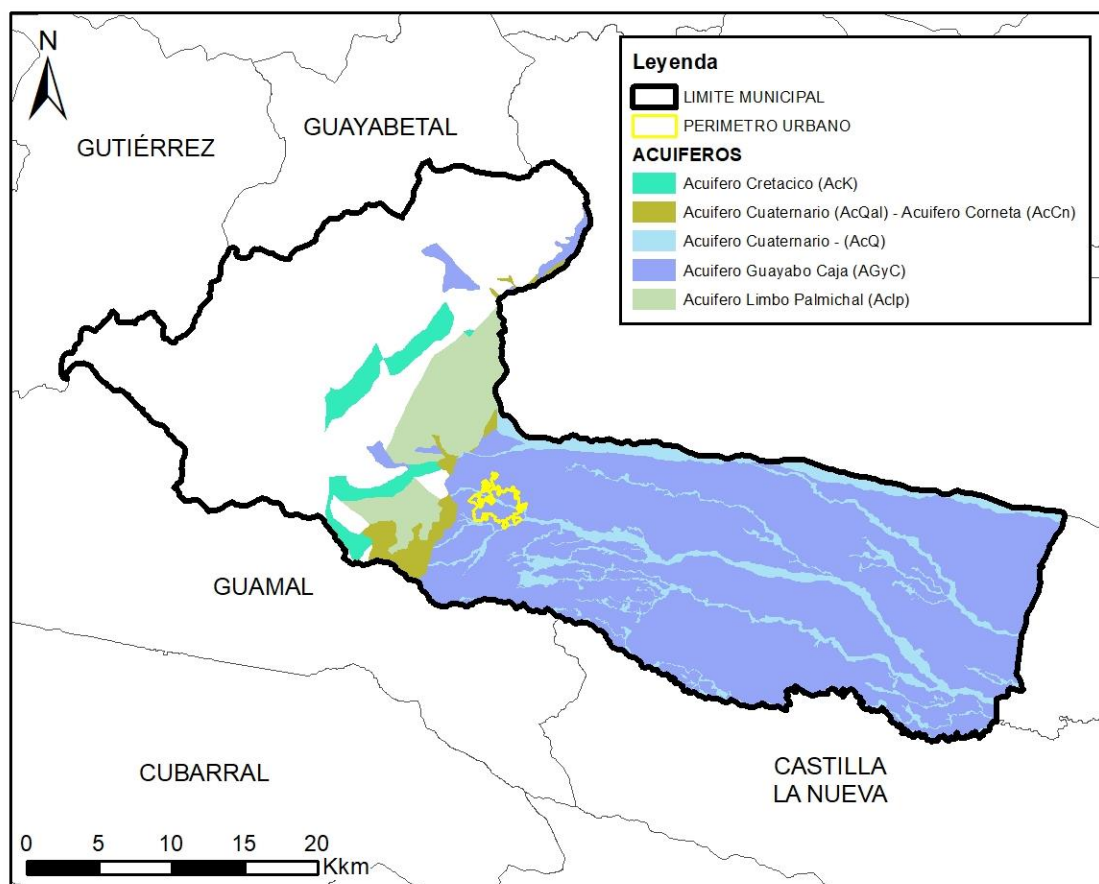 N
GUTIÉRREZ
GUAYABETAL
Leyenda
LIMITE MUNICIPAL
PERIMETRO URBANO
ACUIFEROS
Acuifero Cretacico (AcK)
Acuifero Cuaternario (AcQal) - Acuifero Corneta (AcCn)
Acuifero Cuaternario - (AcQ)
Acuifero Guayabo Caja (AGyC)
Acuifero Limbo Palmichal (Aclp)
GUAMAL
CUBARRAL
CASTILLA
LA NUEVA
0 5 10 15 20
Kkm